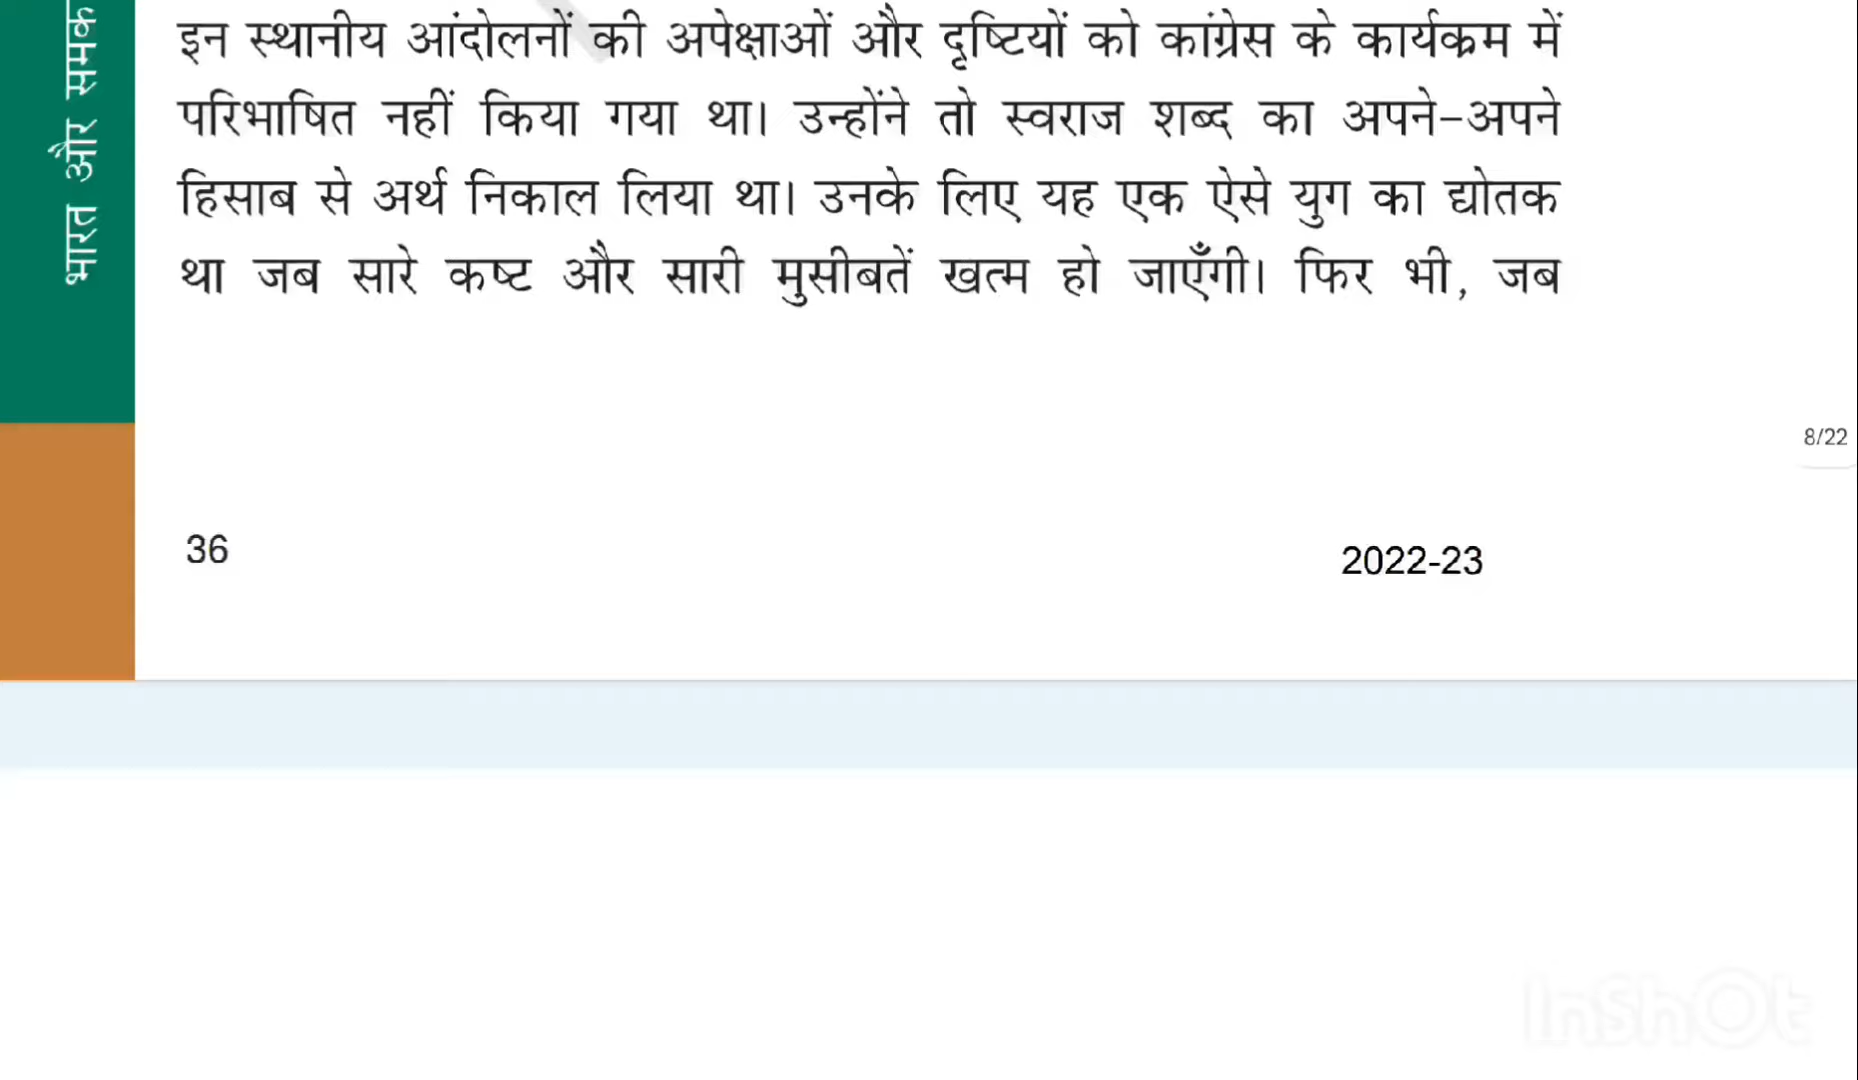 भारत और समक
इन स्थानीय आंदोलनों की अपेक्षाओं और दृष्टियों को कांग्रेस के कार्यक्रम में
परिभाषित नहीं किया गया था। उन्होंने तो स्वराज शब्द का अपने-अपने
हिसाब से अर्थ निकाल लिया था। उनके लिए यह एक ऐसे युग का द्योतक
था जब सारे कष्ट और सारी मुसीबतें खत्म हो जाएँगी। फिर भी, जब
8/22
36
2022-23
InShOt